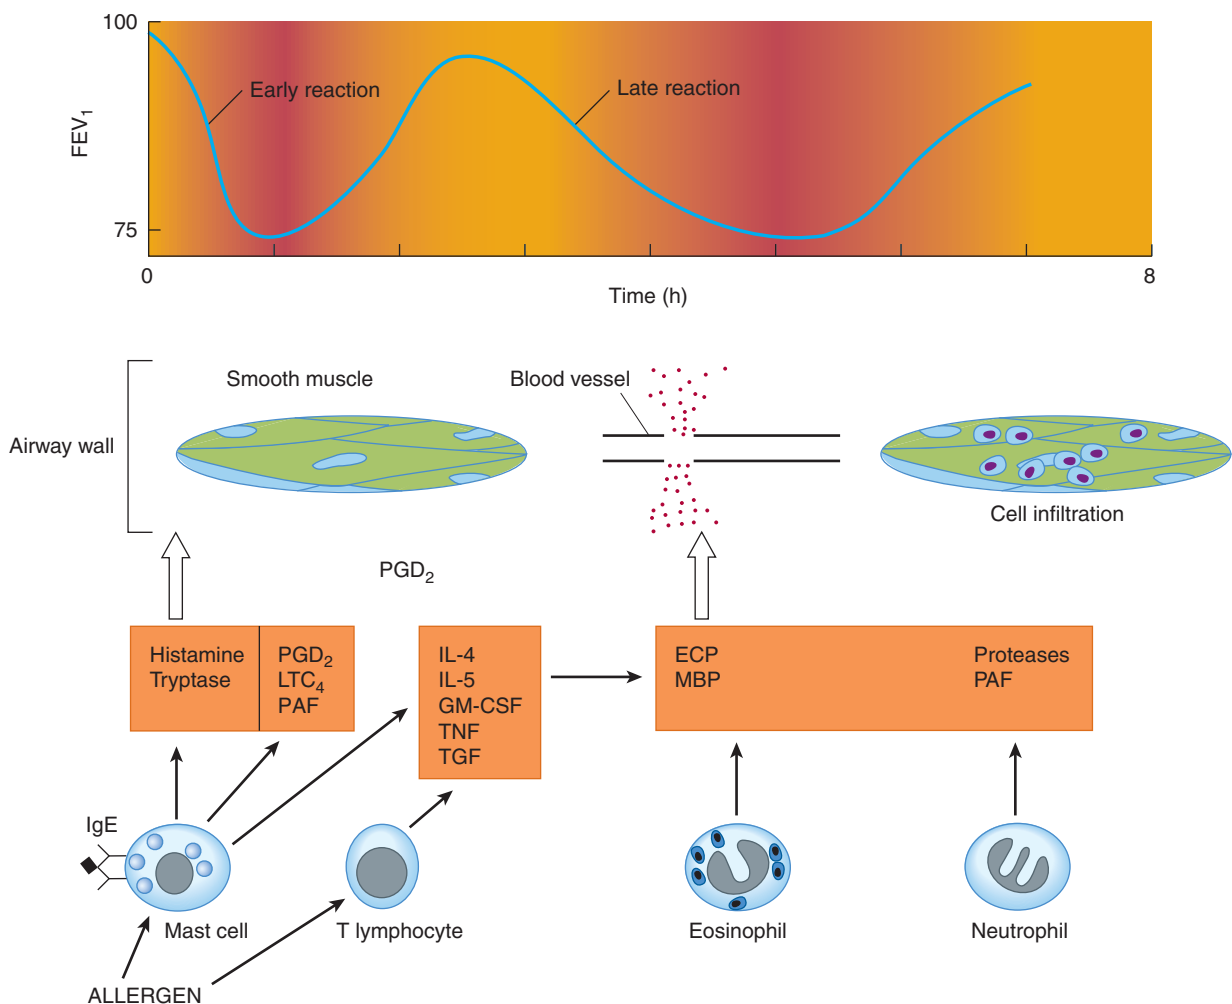 100
Early reaction
Late reaction
FEV₁
75
0
8
Time (h)
Smooth muscle
Blood vessel
Airway wall
Cell infiltration
PGD₂
Histamine
Tryptase
PGD₂
LTC₄
PAF
IL-4
IL-5
GM-CSF
TNF
TGF
ECP
MBP
Proteases
PAF
IgE
Mast cell
T lymphocyte
Eosinophil
Neutrophil
ALLERGEN